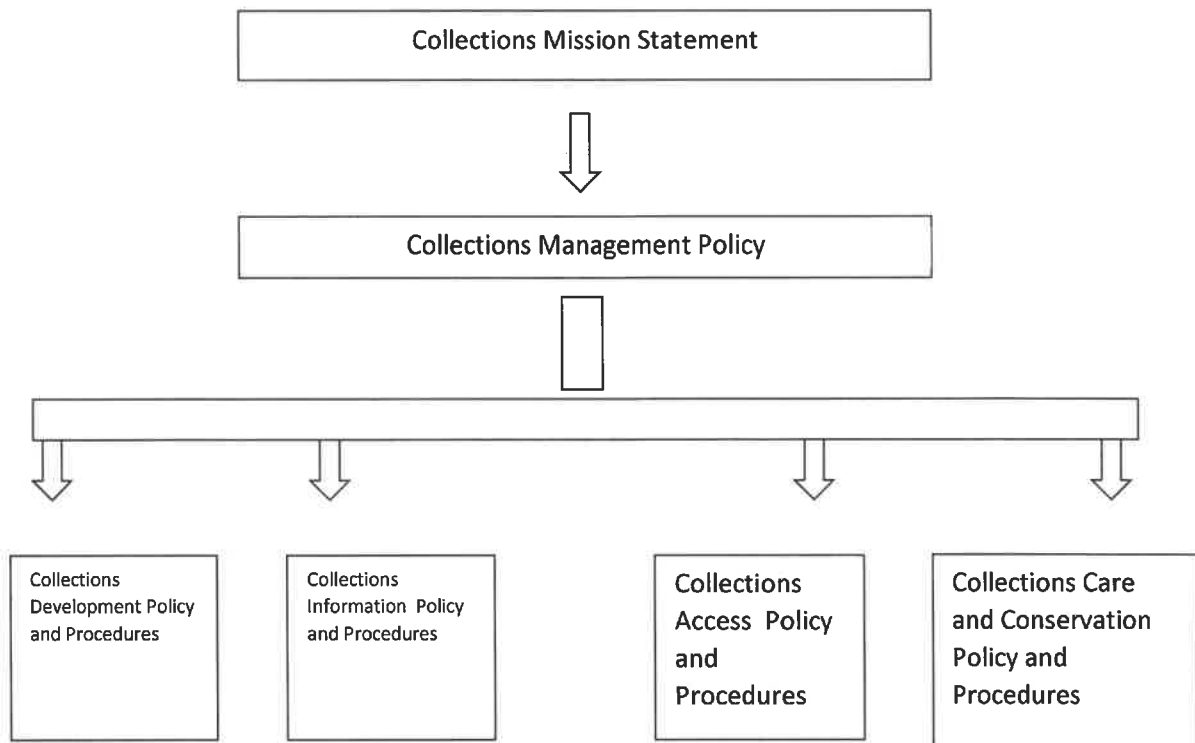 Collections Mission Statement
Collections Management Policy
Collections
Development Policy
and Procedures
Collections
Information Policy
and Procedures
Collections
Access Policy
and
Procedures
Collections Care
and Conservation
Policy and
Procedures